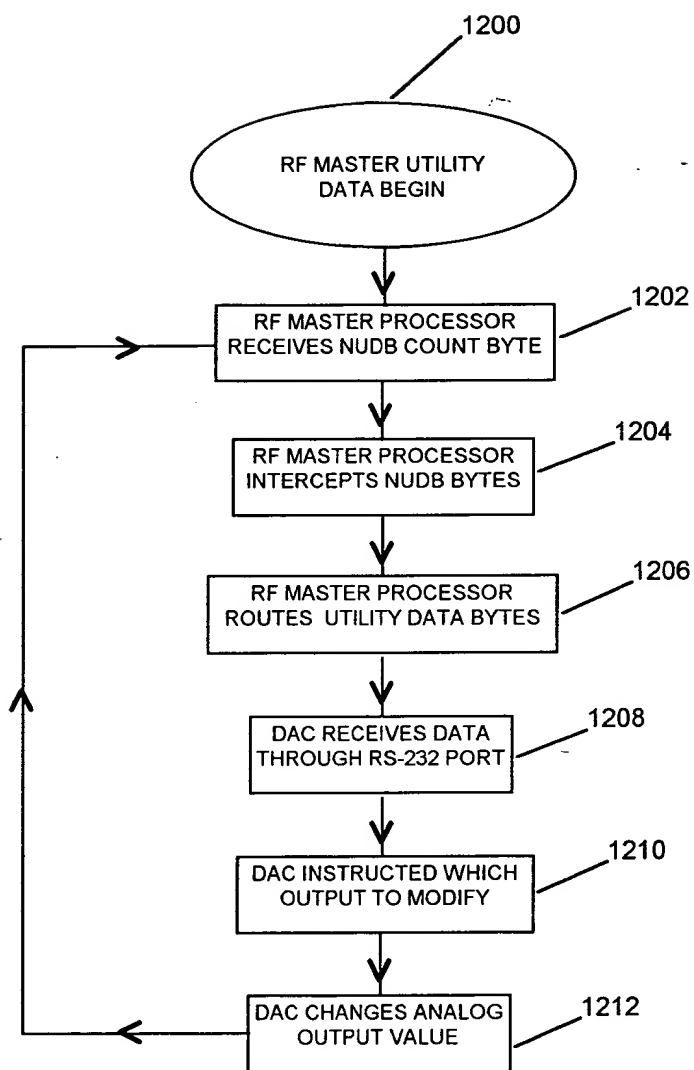 1200
RF MASTER UTILITY
DATA BEGIN
1202
RF MASTER PROCESSOR
RECEIVES NUDB COUNT BYTE
1204
RF MASTER PROCESSOR
INTERCEPTS NUDB BYTES
1206
RF MASTER PROCESSOR
ROUTES UTILITY DATA BYTES
1208
DAC RECEIVES DATA
THROUGH RS-232 PORT
1210
DAC INSTRUCTED WHICH
OUTPUT TO MODIFY
1212
DAC CHANGES ANALOG
OUTPUT VALUE